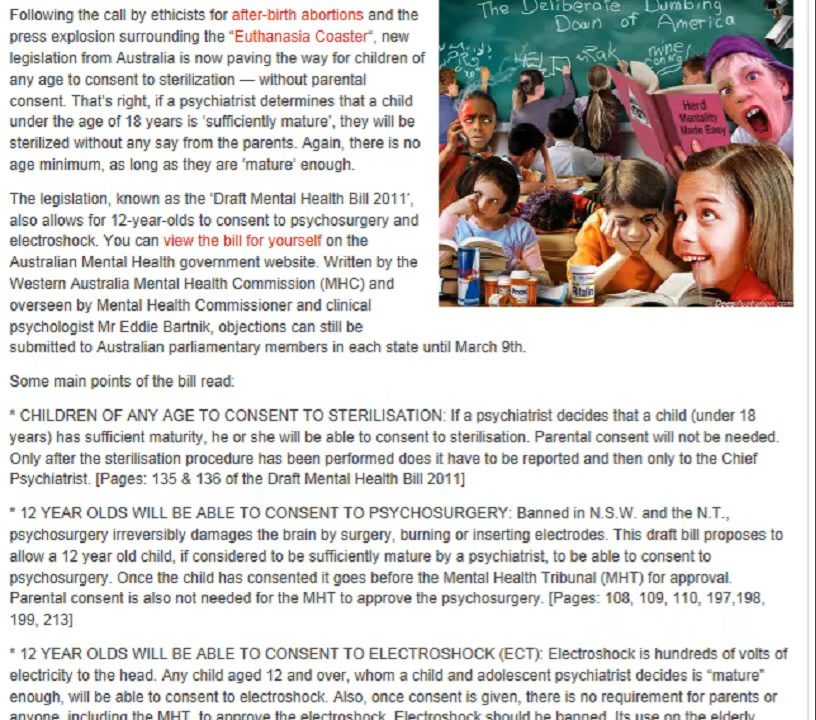 Following the call by ethicists for after-birth abortions and the
press explosion surrounding the “Euthanasia Coaster“, new
legislation from Australia is now paving the way for children of
any age to consent to sterilization — without parental
consent. That’s right, if a psychiatrist determines that a child
under the age of 18 years is ‘sufficiently mature’, they will be
sterilized without any say from the parents. Again, there is no
age minimum, as long as they are ‘mature’ enough.
The legislation, known as the ‘Draft Mental Health Bill 2011’,
also allows for 12-year-olds to consent to psychosurgery and
electroshock. You can view the bill for yourself on the
Australian Mental Health government website. Written by the
Western Australia Mental Health Commission (MHC) and
overseen by Mental Health Commissioner and clinical
psychologist Mr Eddie Bartnik, objections can still be
submitted to Australian parliamentary members in each state until March 9th.
The Deliberate Dumbing
Down of America
HELP
Herd
Mentality
Made Easy
Ritalin
Some main points of the bill read:
* CHILDREN OF ANY AGE TO CONSENT TO STERILISATION: If a psychiatrist decides that a child (under 18
years) has sufficient maturity, he or she will be able to consent to sterilisation. Parental consent will not be needed.
Only after the sterilisation procedure has been performed does it have to be reported and then only to the Chief
Psychiatrist. [Pages: 135 & 136 of the Draft Mental Health Bill 2011]
* 12 YEAR OLDS WILL BE ABLE TO CONSENT TO PSYCHOSURGERY: Banned in N.S.W. and the N.T.,
psychosurgery irreversibly damages the brain by surgery, burning or inserting electrodes. This draft bill proposes to
allow a 12 year old child, if considered to be sufficiently mature by a psychiatrist, to be able to consent to
psychosurgery. Once the child has consented it goes before the Mental Health Tribunal (MHT) for approval.
Parental consent is also not needed for the MHT to approve the psychosurgery. [Pages: 108, 109, 110, 197,198,
199, 213]
* 12 YEAR OLDS WILL BE ABLE TO CONSENT TO ELECTROSHOCK (ECT): Electroshock is hundreds of volts of
electricity to the head. Any child aged 12 and over, whom a child and adolescent psychiatrist decides is “mature”
enough, will be able to consent to electroshock. Also, once consent is given, there is no requirement for parents or
anyone, including the MHT, to approve the electroshock. Electroshock should be banned. Its use on the elderly,